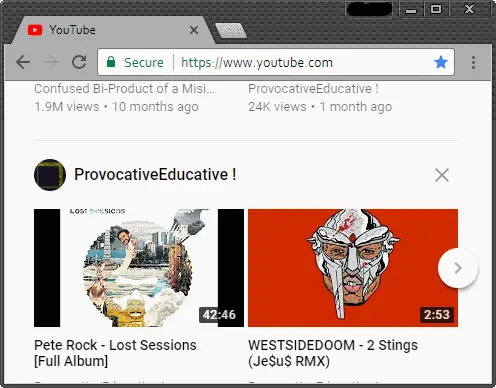 YouTube
Secure
https://www.youtube.com
Confused Bi-Product of a Misi...
ProvocativeEducative !
1.9M views • 10 months ago
24K views • 1 month ago
ProvocativeEducative !
Lost Sessions
42:46
2:53
Pete Rock - Lost Sessions
[Full Album]
WESTSIDEDOOM - 2 Stings
(Je$u$ RMX)